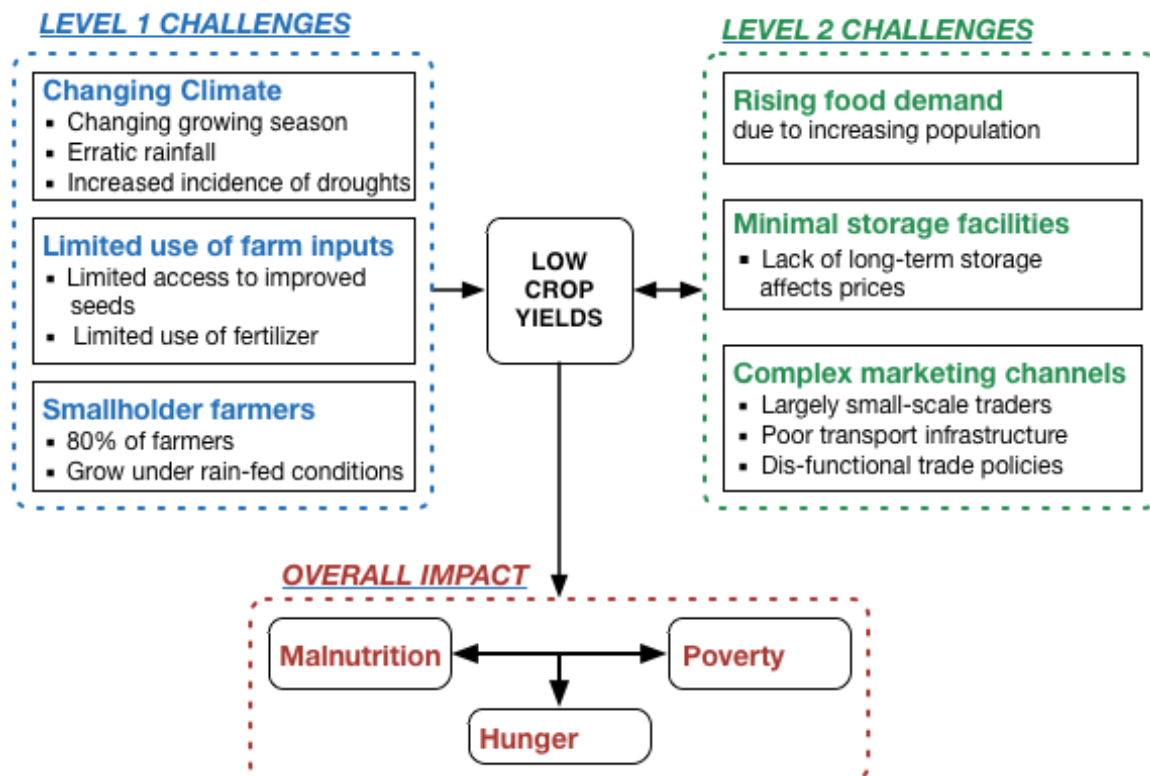 LEVEL 1 CHALLENGES
Changing Climate
▪ Changing growing season
▪ Erratic rainfall
▪ Increased incidence of droughts
Limited use of farm inputs
▪ Limited access to improved
seeds
▪ Limited use of fertilizer
Smallholder farmers
▪ 80% of farmers
▪ Grow under rain-fed conditions
LOW
CROP
YIELDS
LEVEL 2 CHALLENGES
Rising food demand
due to increasing population
Minimal storage facilities
▪ Lack of long-term storage
affects prices
Complex marketing channels
▪ Largely small-scale traders
▪ Poor transport infrastructure
▪ Dis-functional trade policies
OVERALL IMPACT
Malnutrition
Poverty
Hunger